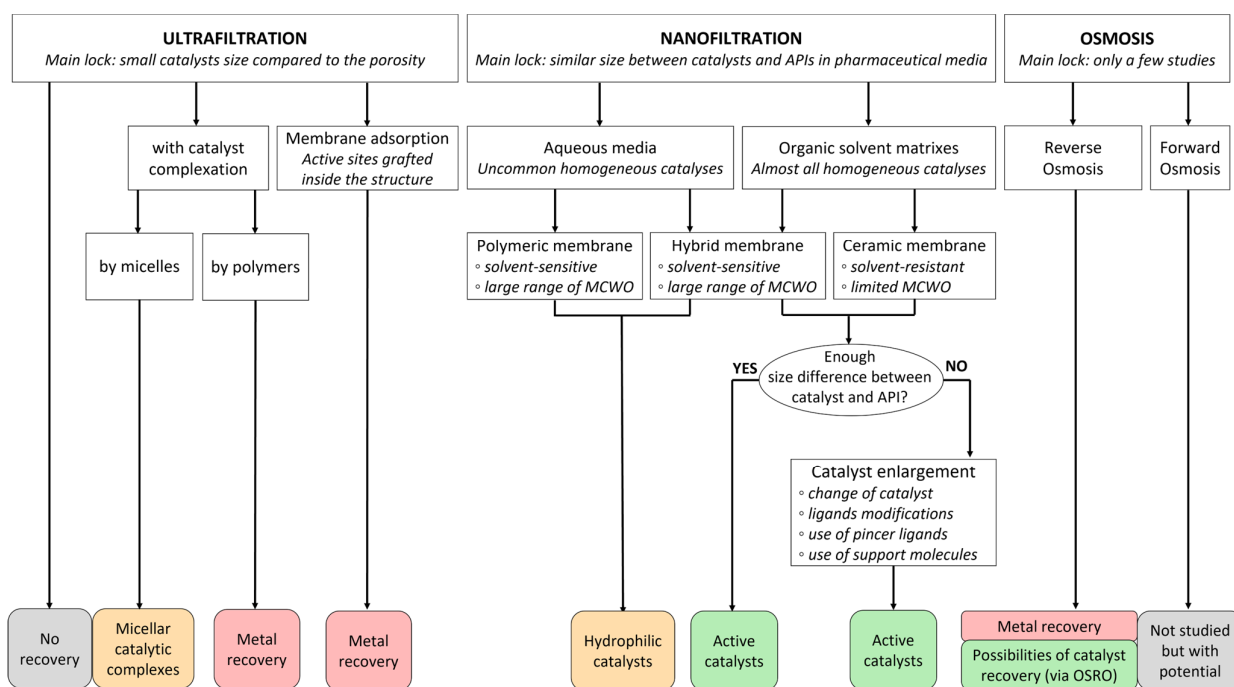 ULTRAFILTRATION
Main lock: small catalysts size compared to the porosity
NANOFILTRATION
Main lock: similar size between catalysts and APIs in pharmaceutical media
OSMOSIS
Main lock: only a few studies
with catalyst
complexation
Membrane adsorption
Active sites grafted
inside the structure
Aqueous media
Uncommon homogeneous catalyses
Organic solvent matrixes
Almost all homogeneous catalyses
Reverse
Osmosis
Forward
Osmosis
by micelles
by polymers
Polymeric membrane
◦ solvent-sensitive
◦ large range of MCWO
Hybrid membrane
◦ solvent-sensitive
◦ large range of MCWO
Ceramic membrane
◦ solvent-resistant
◦ limited MCWO
YES
Enough
size difference between
catalyst and API?
NO
Catalyst enlargement
◦ change of catalyst
◦ ligands modifications
◦ use of pincer ligands
◦ use of support molecules
No
recovery
Micellar
catalytic
complexes
Metal
recovery
Metal
recovery
Hydrophilic
catalysts
Active
catalysts
Active
catalysts
Metal recovery
Possibilities of catalyst
recovery (via OSRO)
Not studied
but with
potential